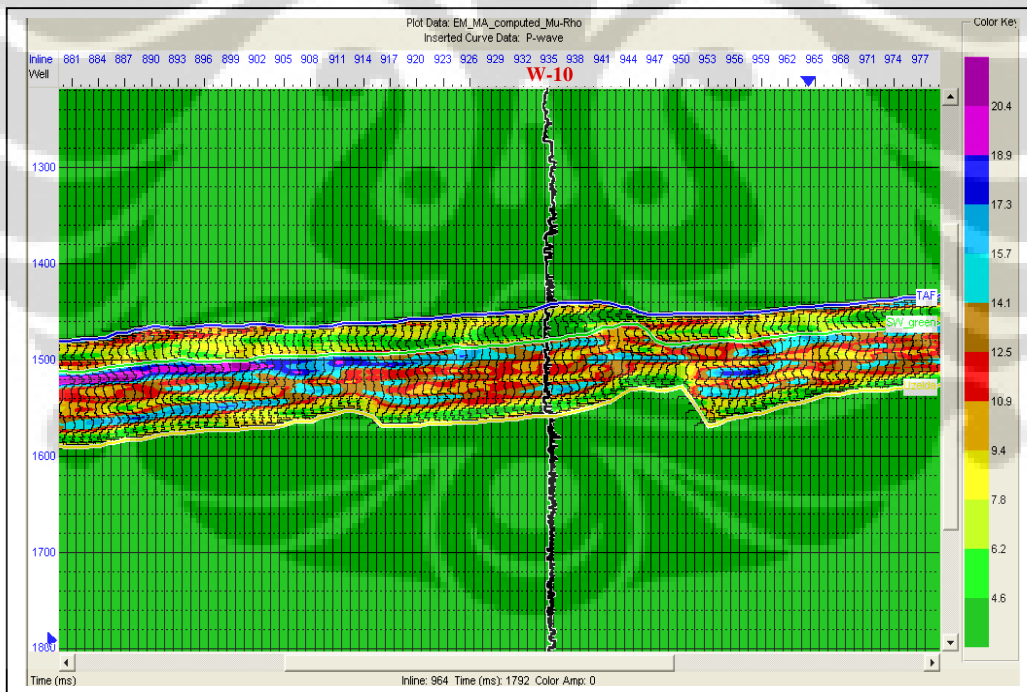 Plot Data: EM_MA_computed_Mu-Rho
Inserted Curve Data: P-wave
Color Key
Inline 881 884 887 890 893 896 899 902 905 908 911 914 917 920 923 926 929 932 935 938 941 944 947 950 953 956 959 962 965 968 971 974 977
Well
W-10
20.4
18.9
17.3
15.7
14.1
12.5
10.9
9.4
7.8
6.2
4.6
1300
1400
TAF
SW_green
1500
1600
1700
1800
Time (ms)
Inline: 964 Time (ms): 1792 Color Amp: 0